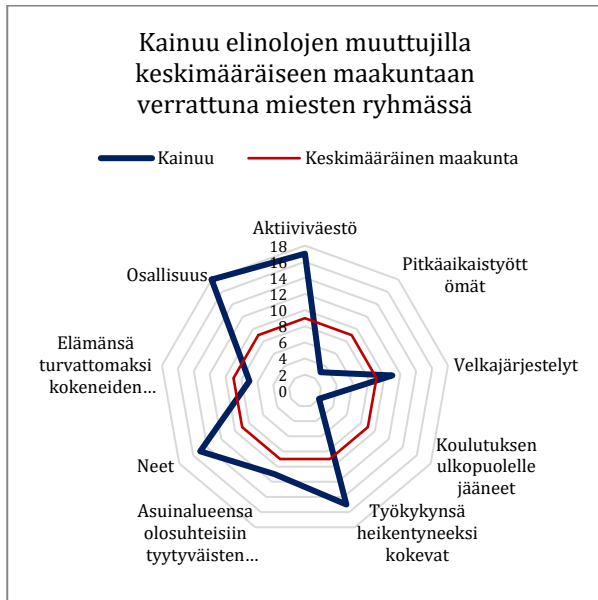 Kainuu elinolojen muuttujilla
keskimääräiseen maakuntaan
verrattuna miesten ryhmässä
Kainuu
Keskimääräinen maakunta
Aktiiviväestö
Pitkäaikaistyött
ömät
Velkajärjestelyt
Koulutuksen
ulkopuolelle
jääneet
Työkykynsä
heikentyneeksi
kokevat
Asuinalueensa
olosuhteisiin
tyytyväisten...
Neet
Elämänsä
turvattomaksi
kokeneiden...
Osallisuus
18
16
14
12
10
8
6
4
2
0